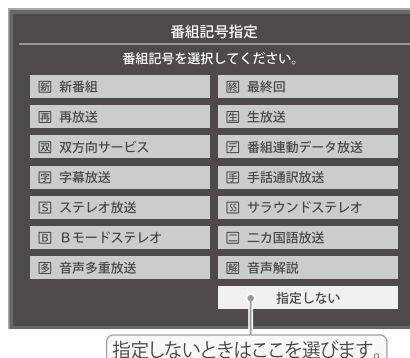 番組記号指定
番組記号を選択してください。
新 新番組
終 最終回
再 再放送
生 生放送
双 双方向サービス
デ 番組連動データ放送
字 字幕放送
手 手話通訳放送
S ステレオ放送
SS サラウンドステレオ
B Bモードステレオ
二 二カ国語放送
多 音声多重放送
解 音声解説
指定しない
指定しないときはここを選びます。